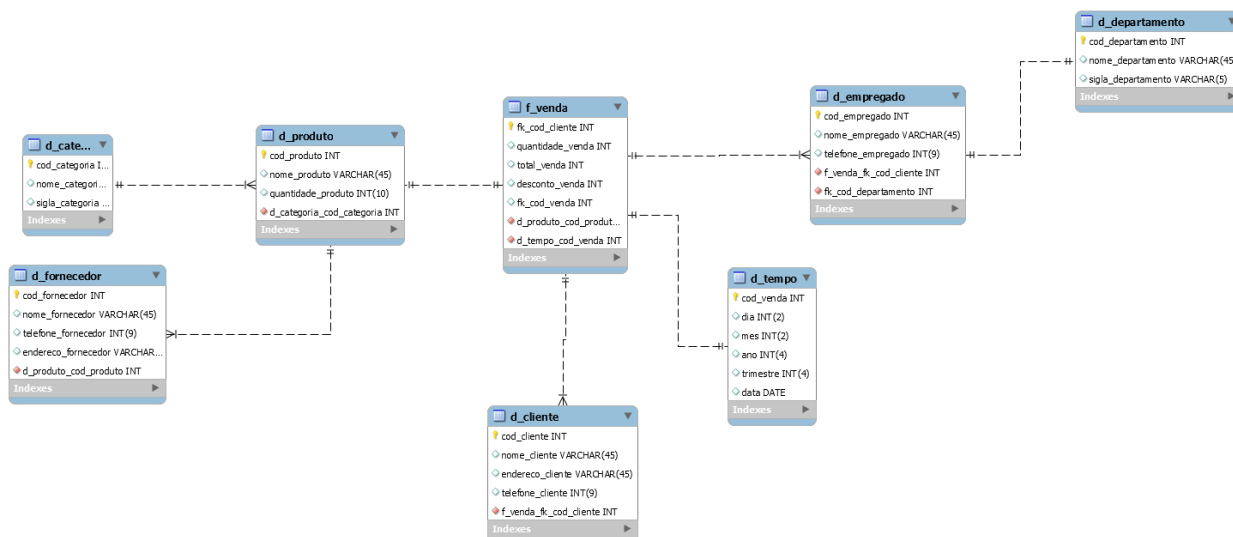 d_departamento
cod_departamento INT
nome_departamento VARCHAR(45
sigla_departamento VARCHAR(5)
Indexes
d_empregado
cod_empregado INT
nome_empregado VARCHAR(45)
telefone_empregado INT(9)
f_venda_fk_cod_cliente INT
fk_cod_departamento INT
Indexes
f_venda
fk_cod_cliente INT
quantidade_venda INT
total_venda INT
desconto_venda INT
fk_cod_venda INT
d_produto_cod_produt...
d_tempo_cod_venda INT
Indexes
d_produto
cod_produto INT
nome_produto VARCHAR(45)
quantidade_produto INT(10)
d_categoria_cod_categoria INT
Indexes
d_cate...
cod_categoria I...
nome_categori...
sigla_categoria ...
Indexes
d_fornecedor
cod_fornecedor INT
nome_fornecedor VARCHAR(45)
telefone_fornecedor INT(9)
endereco_fornecedor VARCHAR...
d_produto_cod_produto INT
Indexes
d_tempo
cod_venda INT
dia INT(2)
mes INT(2)
ano INT(4)
trimestre INT(4)
data DATE
Indexes
d_cliente
cod_cliente INT
nome_cliente VARCHAR(45)
endereco_cliente VARCHAR(45)
telefone_cliente INT(9)
f_venda_fk_cod_cliente INT
Indexes